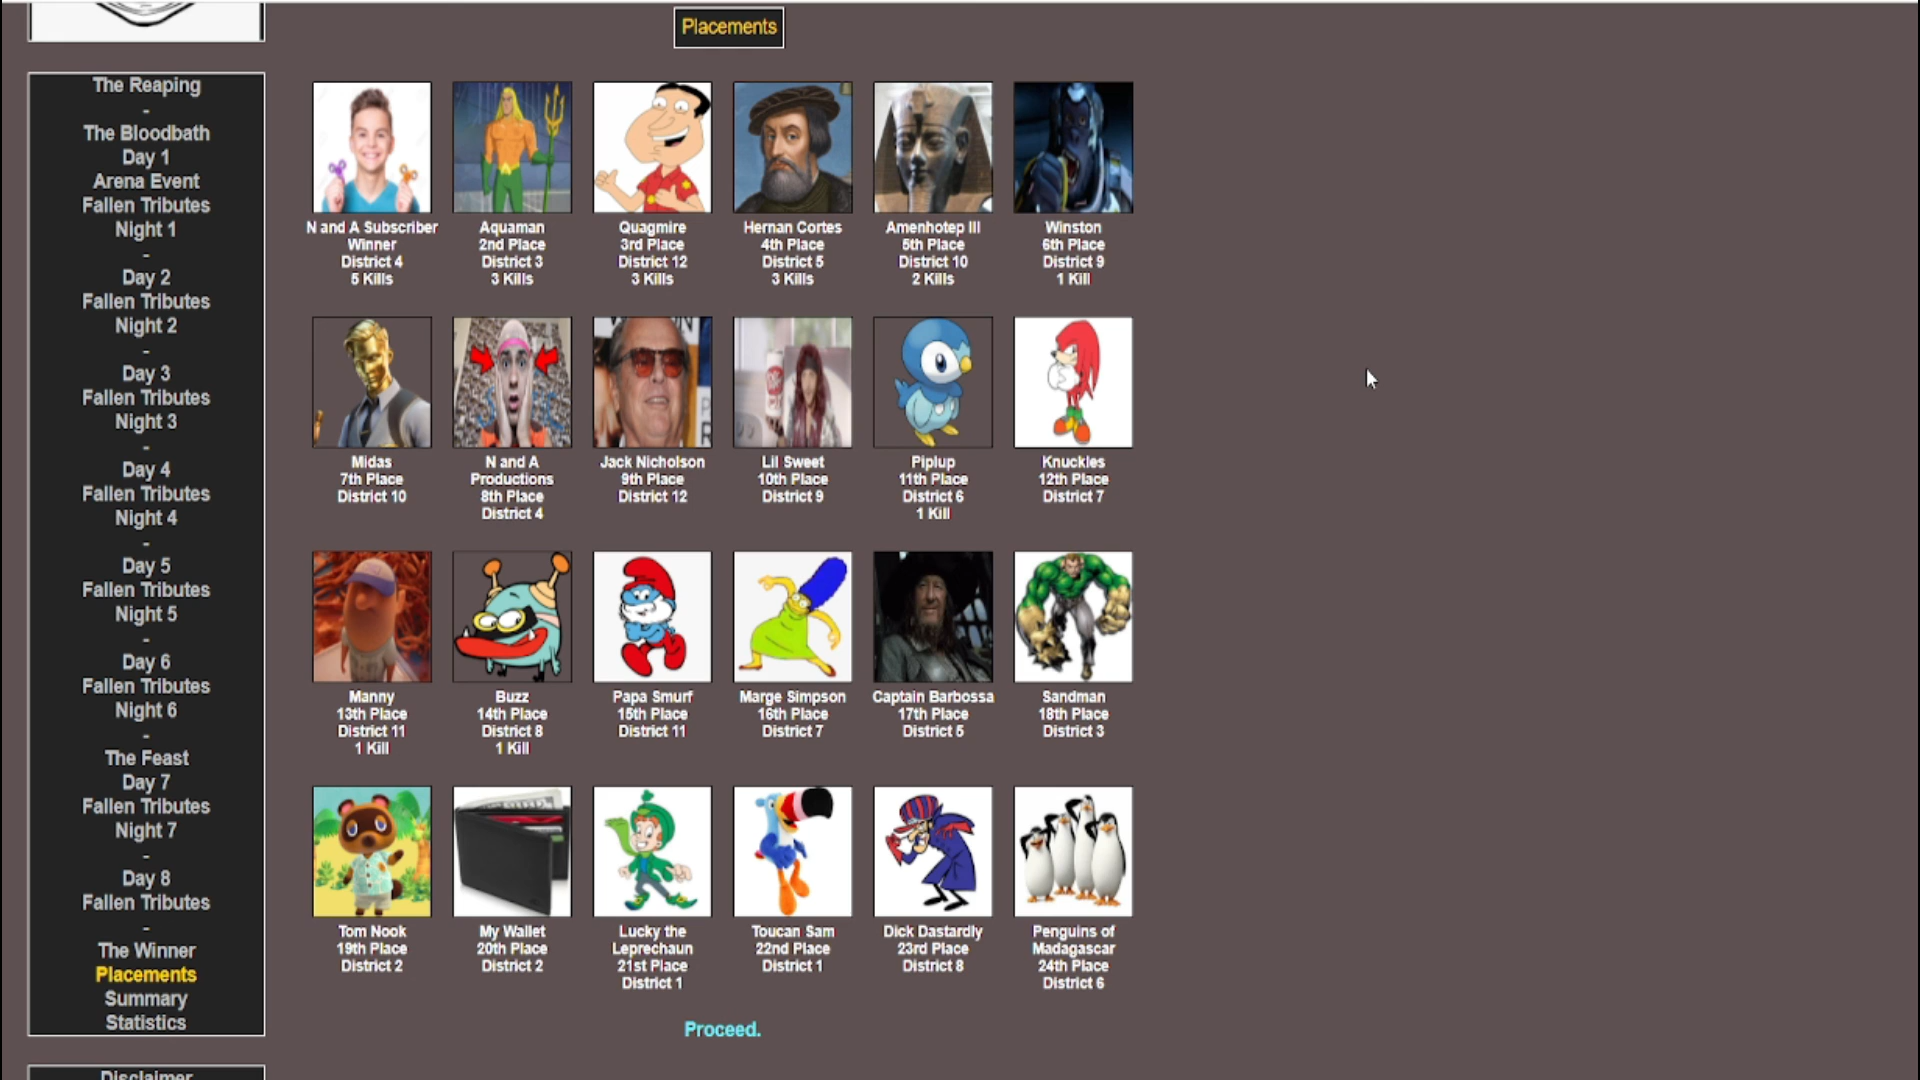 Placements
The Reaping
-
The Bloodbath
Day 1
Arena Event
Fallen Tributes
Night 1
-
Day 2
Fallen Tributes
Night 2
-
Day 3
Fallen Tributes
Night 3
-
Day 4
Fallen Tributes
Night 4
-
Day 5
Fallen Tributes
Night 5
-
Day 6
Fallen Tributes
Night 6
-
The Feast
Day 7
Fallen Tributes
Night 7
-
Day 8
Fallen Tributes
-
The Winner
Placements
Summary
Statistics
Disclaimer
N and A Subscriber
Winner
District 4
5 Kills
Aquaman
2nd Place
District 3
3 Kills
Quagmire
3rd Place
District 12
3 Kills
Hernan Cortes
4th Place
District 5
3 Kills
Amenhotep III
5th Place
District 10
2 Kills
Winston
6th Place
District 9
1 Kill
Midas
7th Place
District 10
N and A
Productions
8th Place
District 4
Jack Nicholson
9th Place
District 12
Lil Sweet
10th Place
District 9
Piplup
11th Place
District 6
1 Kill
Knuckles
12th Place
District 7
Manny
13th Place
District 11
1 Kill
Buzz
14th Place
District 8
1 Kill
Papa Smurf
15th Place
District 11
Marge Simpson
16th Place
District 7
Captain Barbossa
17th Place
District 5
Sandman
18th Place
District 3
Tom Nook
19th Place
District 2
My Wallet
20th Place
District 2
Lucky the
Leprechaun
21st Place
District 1
Toucan Sam
22nd Place
District 1
Dick Dastardly
23rd Place
District 8
Penguins of
Madagascar
24th Place
District 6
Proceed.